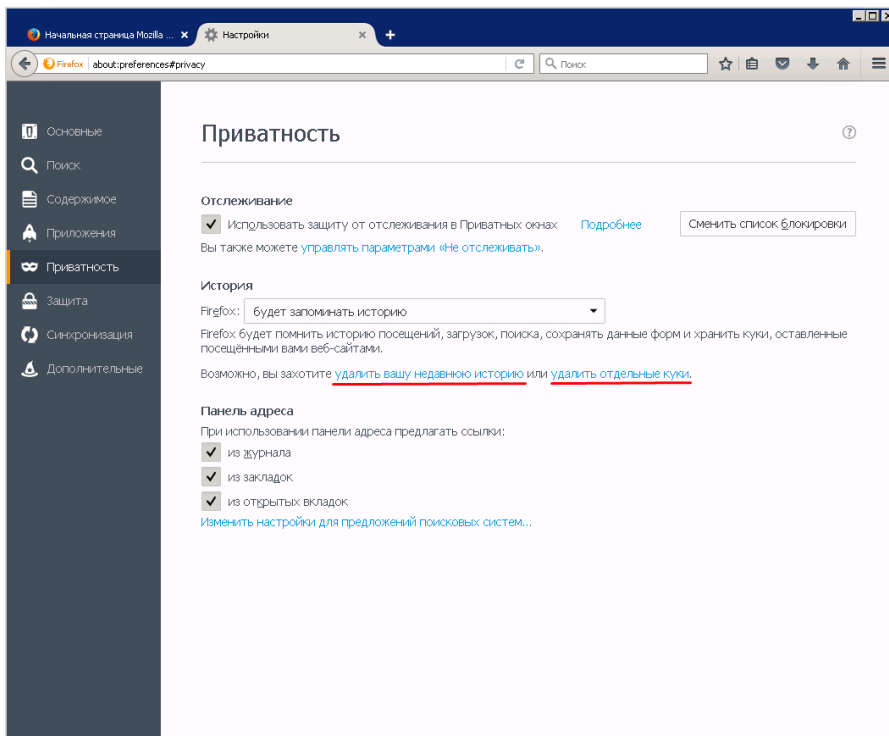 Начальная страница Mozilla ...
Настройки
Firefox
about:preferences#privacy
Поиск
Основные
Поиск
Содержимое
Приложения
Приватность
Защита
Синхронизация
Дополнительные
Приватность
Отслеживание
Использовать защиту от отслеживания в Приватных окнах Подробнее Сменить список блокировки
Вы также можете управлять параметрами «Не отслеживать».
История
Firefox: будет запоминать историю
Firefox будет помнить историю посещений, загрузок, поиска, сохранять данные форм и хранить куки, оставленные
посещёнными вами веб-сайтами.
Возможно, вы захотите удалить вашу недавнюю историю или удалить отдельные куки.
Панель адреса
При использовании панели адреса предлагать ссылки:
из журнала
из закладок
из открытых вкладок
Изменить настройки для предложений поисковых систем...